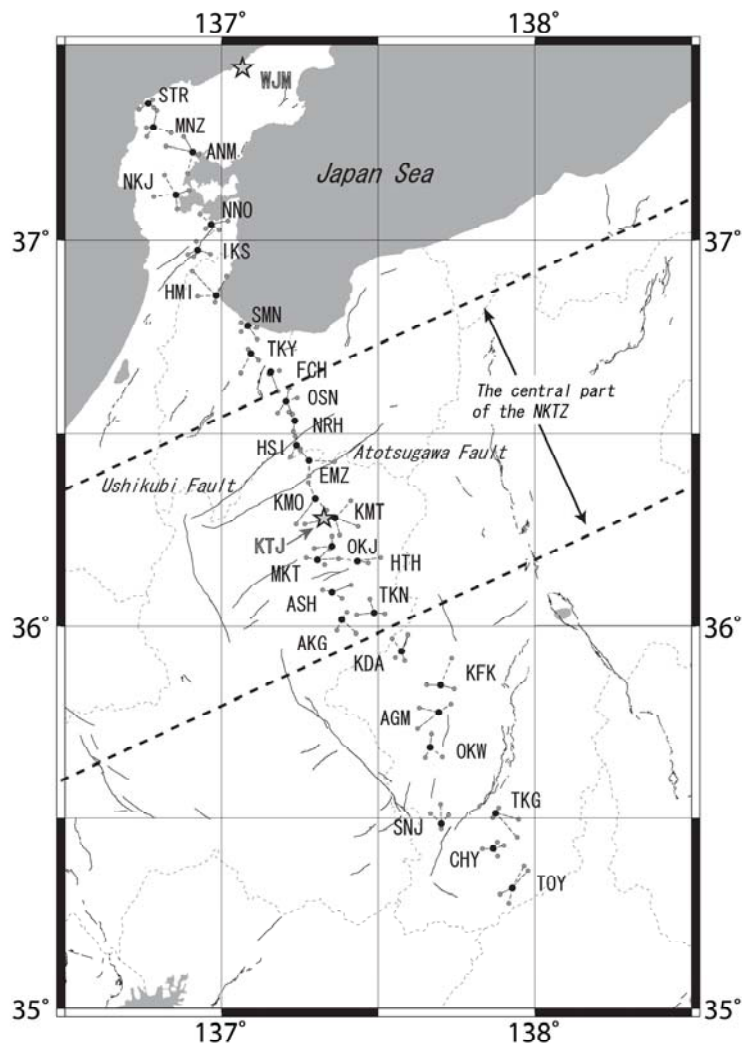 137°
138°
WJM
STR
MNZ
ANM
Japan Sea
NKJ
NNO
37°
37°
IKS
HMI
SMN
TKY
FCH
The central part
of the NKTZ
OSN
NRH
HSI
Atotsugawa Fault
EMZ
Ushikubi Fault
KMO
KMT
KTJ
OKJ
HTH
MKT
ASH
TKN
36°
36°
AKG
KDA
KFK
AGM
OKW
TKG
SNJ
CHY
TOY
35°
35°
137°
138°